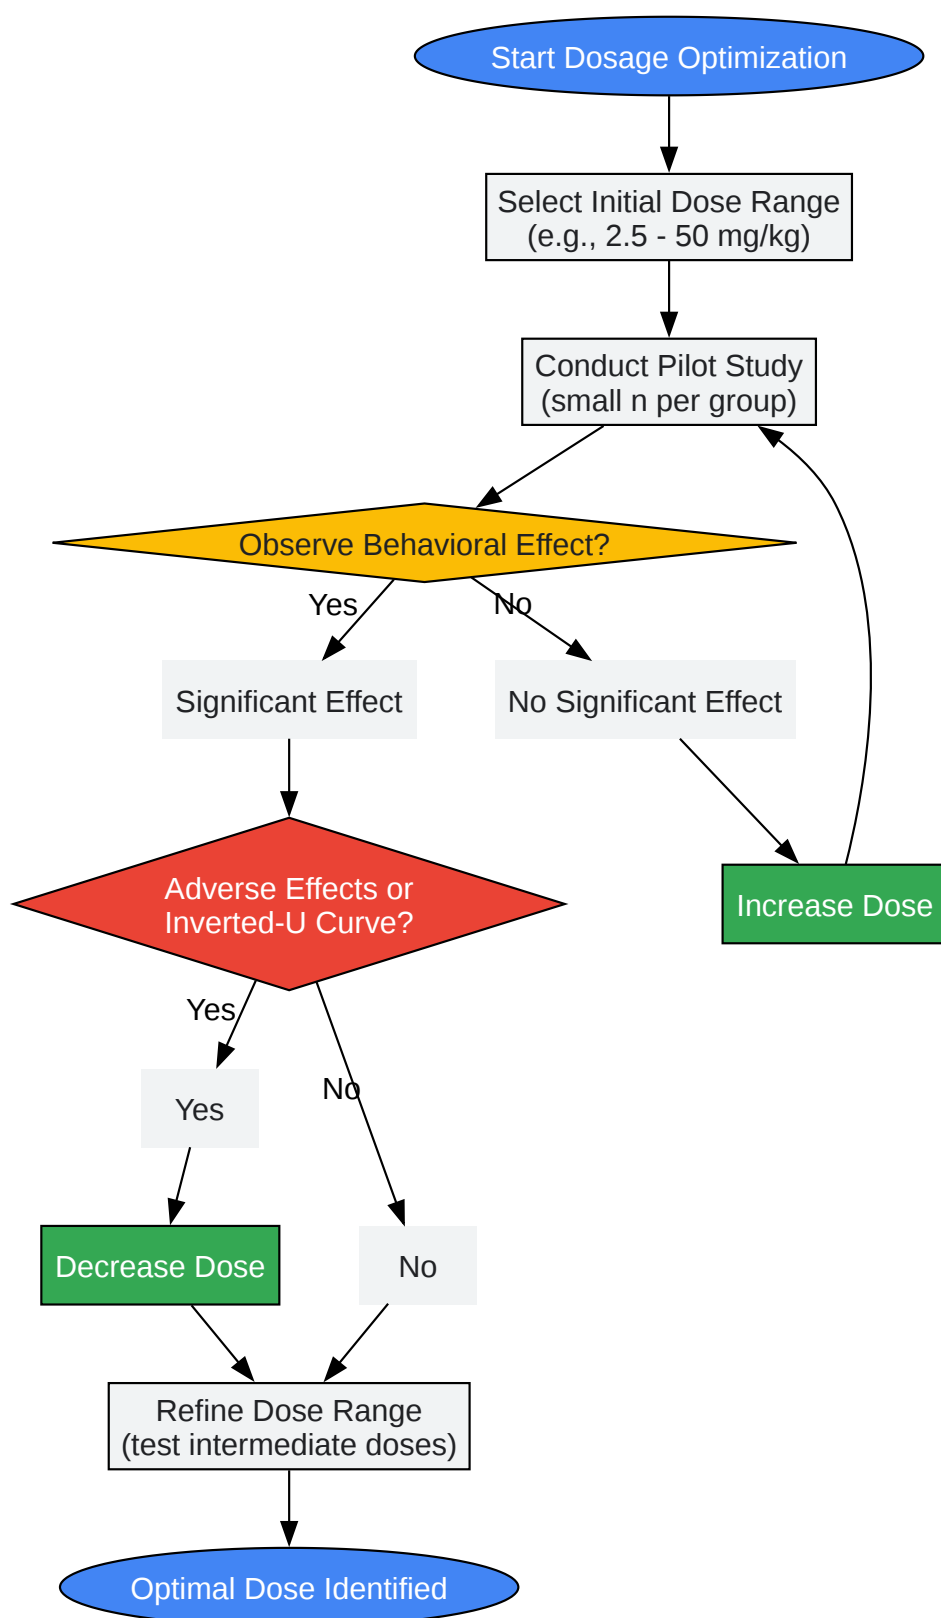 Start Dosage Optimization
Select Initial Dose Range
(e.g., 2.5 - 50 mg/kg)
Conduct Pilot Study
(small n per group)
Observe Behavioral Effect?
Yes
No
Significant Effect
No Significant Effect
Adverse Effects or
Inverted-U Curve?
Increase Dose
Yes
No
Yes
Decrease Dose
No
Refine Dose Range
(test intermediate doses)
Optimal Dose Identified